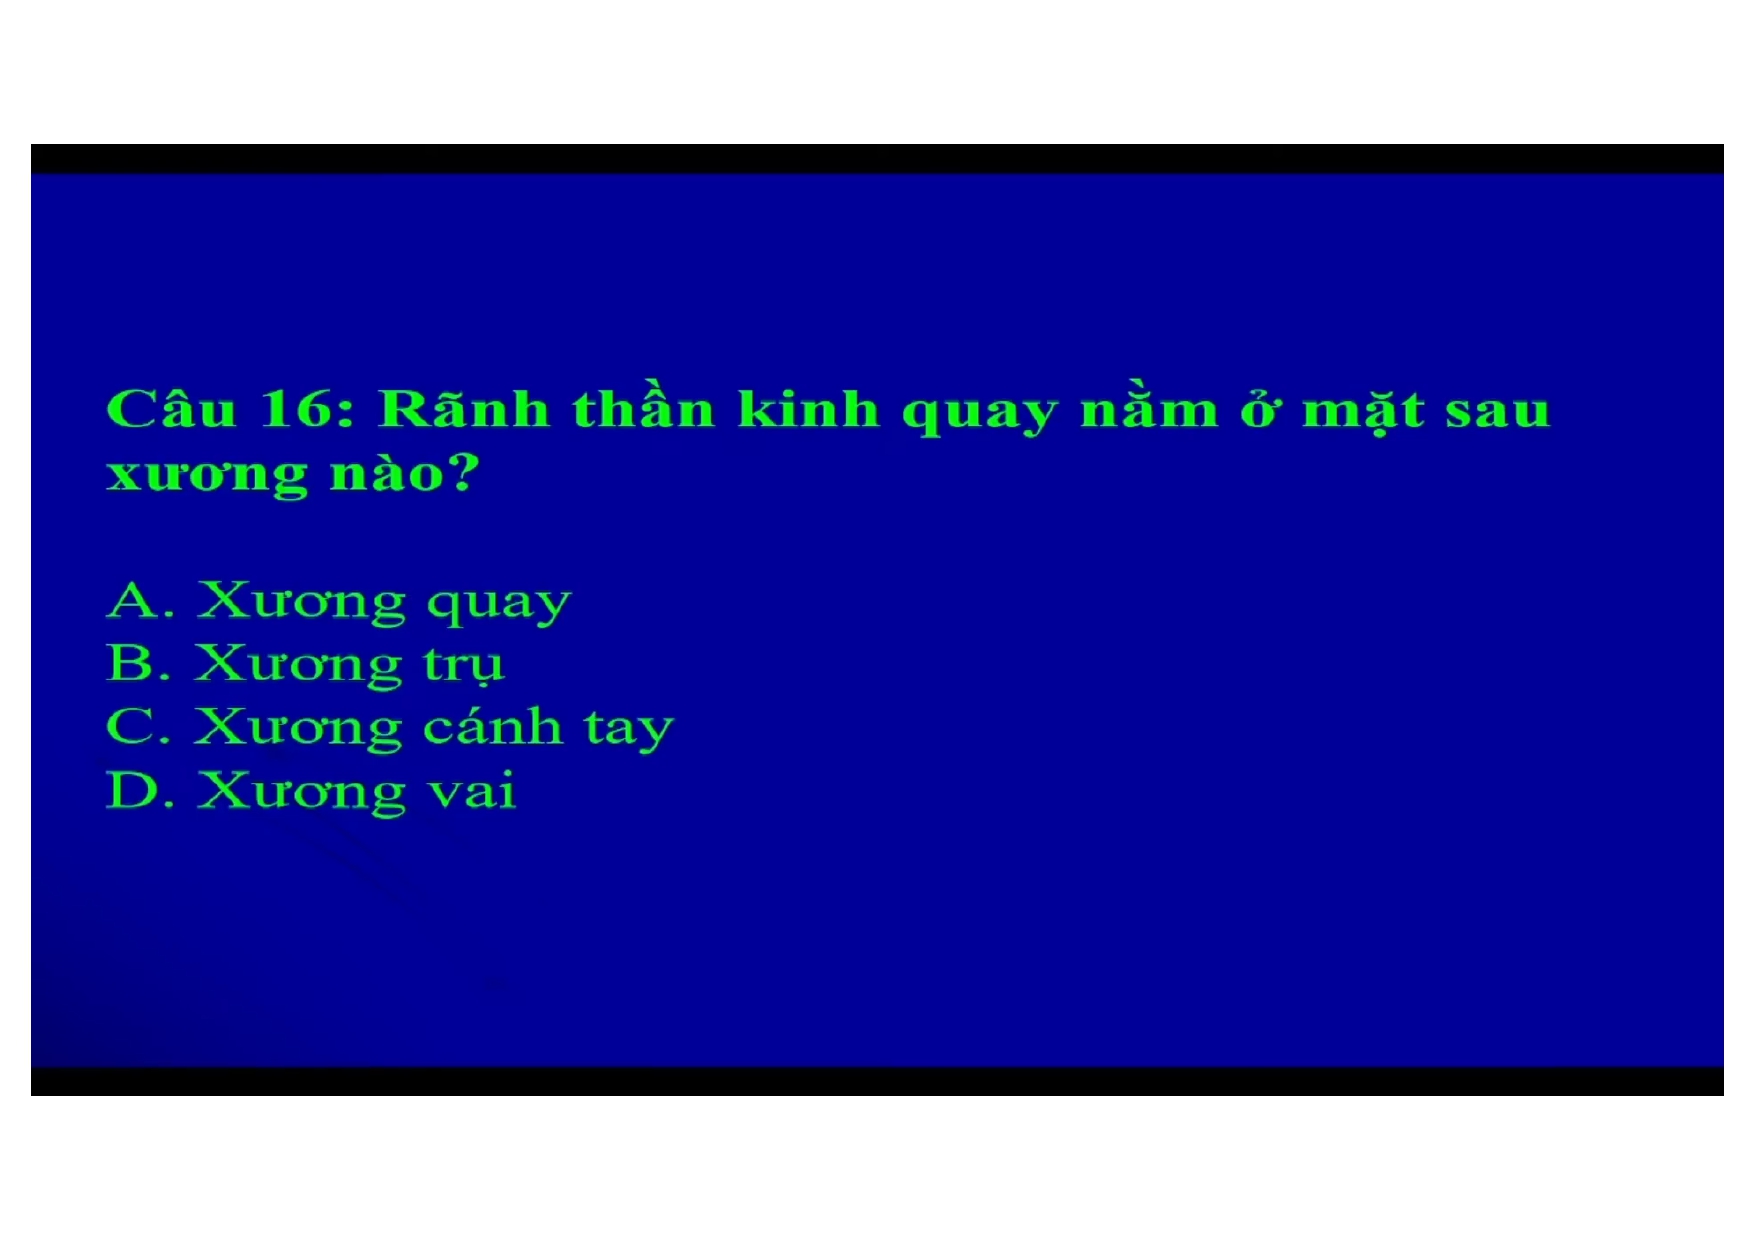 Câu 16: Rãnh thần kinh quay nằm ở mặt sau
xương nào?
A. Xương quay
B. Xương trụ
C. Xương cánh tay
D. Xương vai